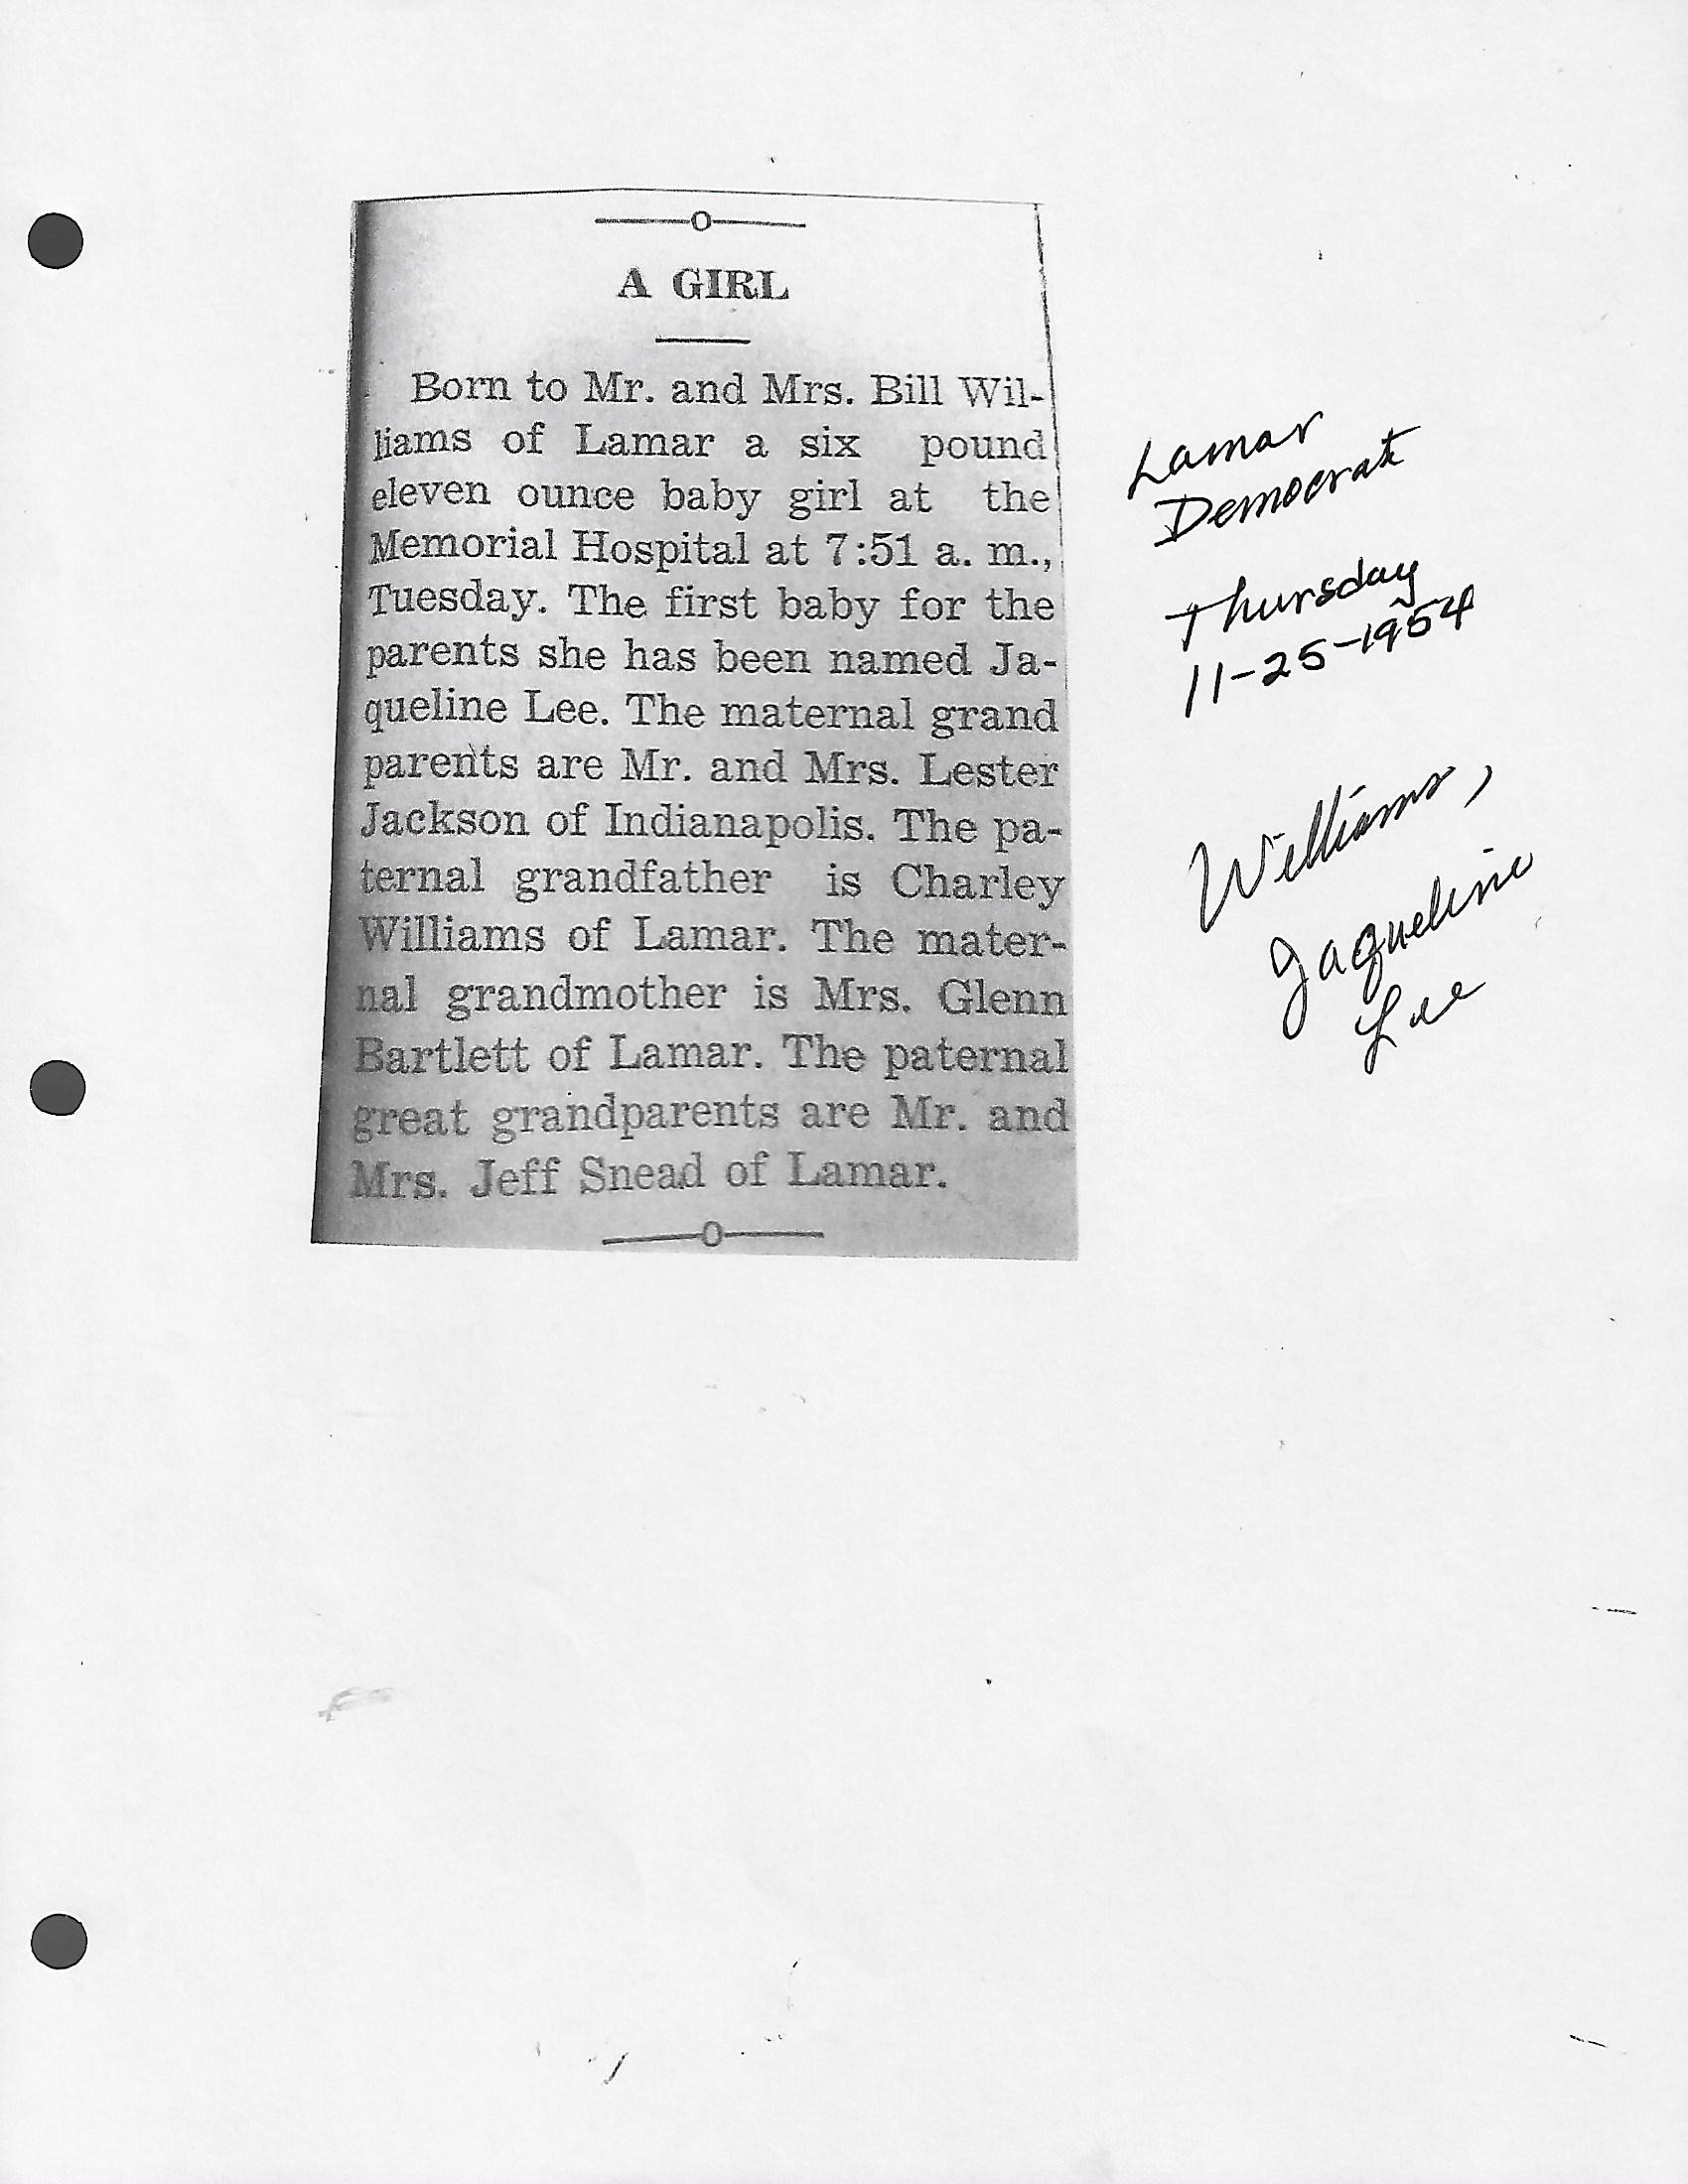 A GIRL
Born to Mr. and Mrs. Bill Wil-
liams of Lamar a six pound
eleven ounce baby girl at the
Memorial Hospital at 7:51 a. m.,
Tuesday. The first baby for the
parents she has been named Ja-
queline Lee. The maternal grand
parents are Mr. and Mrs. Lester
Jackson of Indianapolis. The pa-
ternal grandfather is Charley
Williams of Lamar. The mater-
nal grandmother is Mrs. Glenn
Bartlett of Lamar. The paternal
great grandparents are Mr. and
Mrs. Jeff Snead of Lamar.
Lamar
Democrat
Thursday
11-25-1954
Williams,
Jaqueline
Lee